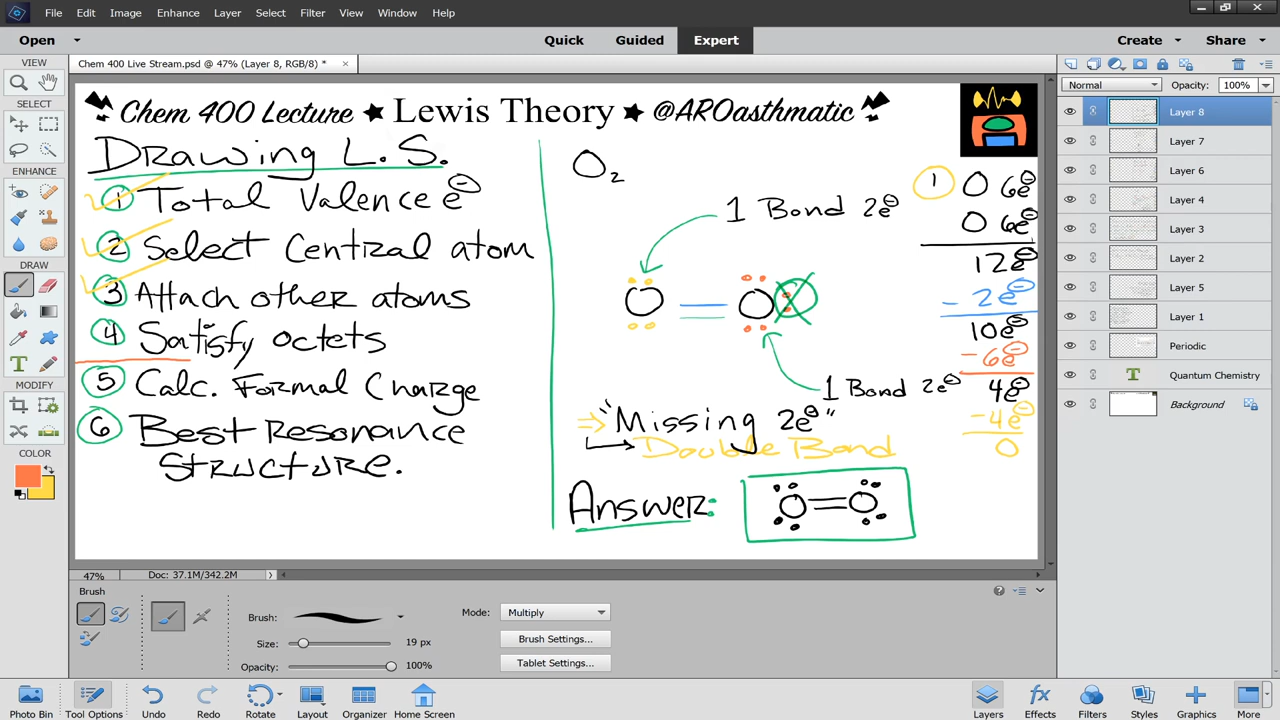 File Edit Image Enhance Layer Select Filter View Window Help
Open Quick Guided Expert Create Share
VIEW
SELECT
ENHANCE
DRAW
MODIFY
COLOR
Chem 400 Live Stream.psd @ 47% (Layer 8, RGB/8) * ×
Chem 400 Lecture ★ Lewis Theory ★ @AROasthmatic
Drawing L.S.
1 Total Valence e⊖
2 Select Central atom
3 Attach other atoms
4 Satisfy octets
5 Calc. Formal Charge
6 Best Resonance
Structure.
O₂
1 Bond 2e⊖
O = O
1 Bond 2e⊖
⇒ "Missing 2e⊖"
Double Bond
Answer: O=O
1 O 6e⊖
O 6e⊖
12e⊖
- 2e⊖
10e⊖
- 6e⊖
4e⊖
- 4e⊖
0
Normal Opacity: 100%
Layer 8
Layer 7
Layer 6
Layer 4
Layer 3
Layer 2
Layer 5
Layer 1
Periodic
T Quantum Chemistry
Background
47% Doc: 37.1M/342.2M
Brush
Brush:
Size: 19 px
Opacity: 100%
Mode: Multiply
Brush Settings...
Tablet Settings...
Photo Bin Tool Options Undo Redo Rotate Layout Organizer Home Screen Layers Effects Filters Styles Graphics More